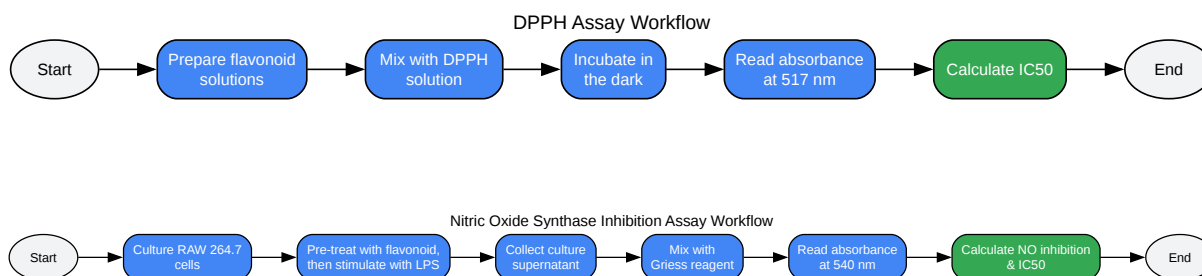 DPPH Assay Workflow
Start
Prepare flavonoid
solutions
Mix with DPPH
solution
Incubate in
the dark
Read absorbance
at 517 nm
Calculate IC50
End
Nitric Oxide Synthase Inhibition Assay Workflow
Start
Culture RAW 264.7
cells
Pre-treat with flavonoid,
then stimulate with LPS
Collect culture
supernatant
Mix with
Griess reagent
Read absorbance
at 540 nm
Calculate NO inhibition
& IC50
End